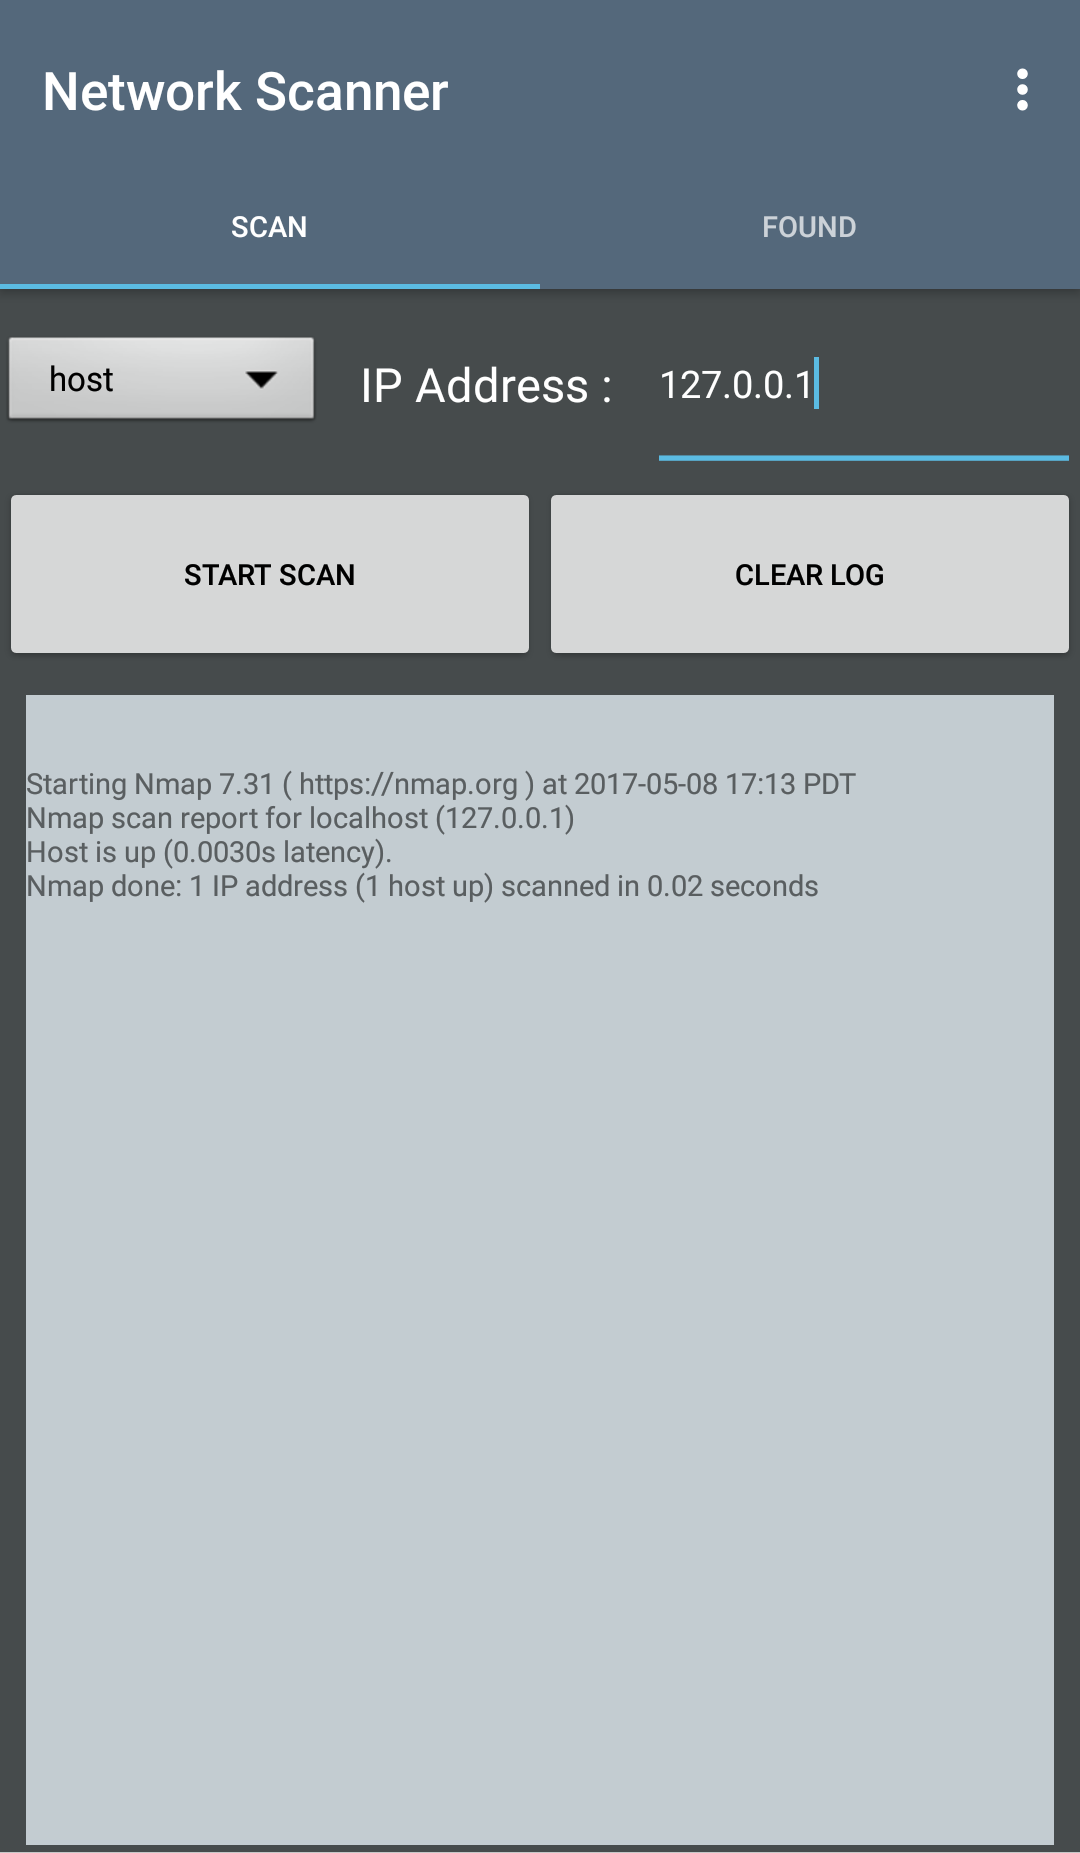 Network Scanner
SCAN
FOUND
host
IP Address :
127.0.0.1
START SCAN
CLEAR LOG
Starting Nmap 7.31 ( https://nmap.org ) at 2017-05-08 17:13 PDT
Nmap scan report for localhost (127.0.0.1)
Host is up (0.0030s latency).
Nmap done: 1 IP address (1 host up) scanned in 0.02 seconds